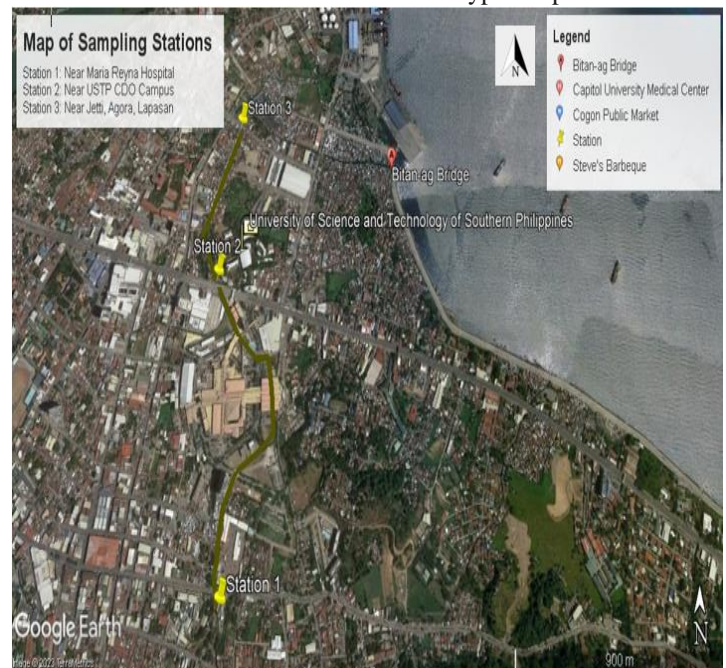 Map of Sampling Stations
Station 1: Near Maria Reyna Hospital
Station 2: Near USTP CDO Campus
Station 3: Near Jetti, Agora, Lapasan
N
Legend
Bitan-ag Bridge
Capitol University Medical Center
Cogon Public Market
Station
Steve's Barbeque
Station 3
Bitan-ag Bridge
University of Science and Technology of Southern Philippines
Station 2
Station 1
Google Earth
N
900 m